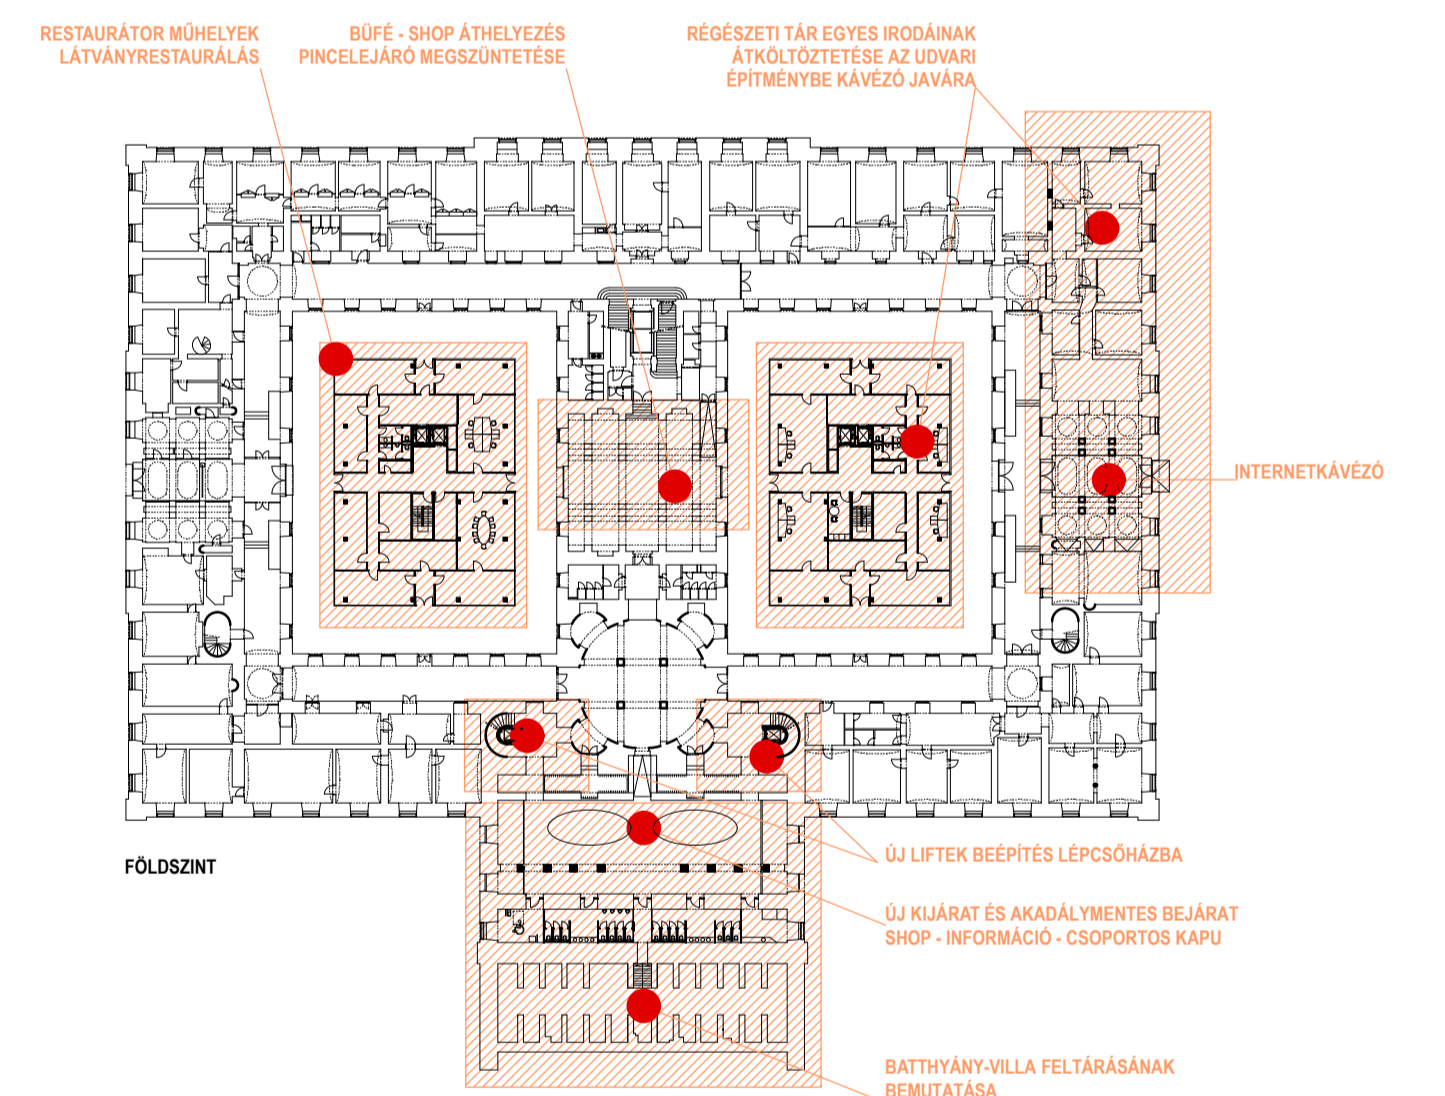 RESTAURÁTOR MŰHELYEK
LÁTVÁNYRESTAURÁLÁS
BÜFÉ - SHOP ÁTHELYEZÉS
PINCELEJÁRÓ MEGSZÜNTETÉSE
RÉGÉSZETI TÁR EGYES IRODÁINAK
ÁTKÖLTÖZTETÉSE AZ UDVARI
ÉPÍTMÉNYBE KÁVÉZÓ JAVÁRA
INTERNETKÁVÉZÓ
FÖLDSZINT
ÚJ LIFTEK BEÉPÍTÉS LÉPCSŐHÁZBA
ÚJ KIJÁRAT ÉS AKADÁLYMENTES BEJÁRAT
SHOP - INFORMÁCIÓ - CSOPORTOS KAPU
BATTHYÁNY-VILLA FELTÁRÁSÁNAK
BEMUTATÁSA